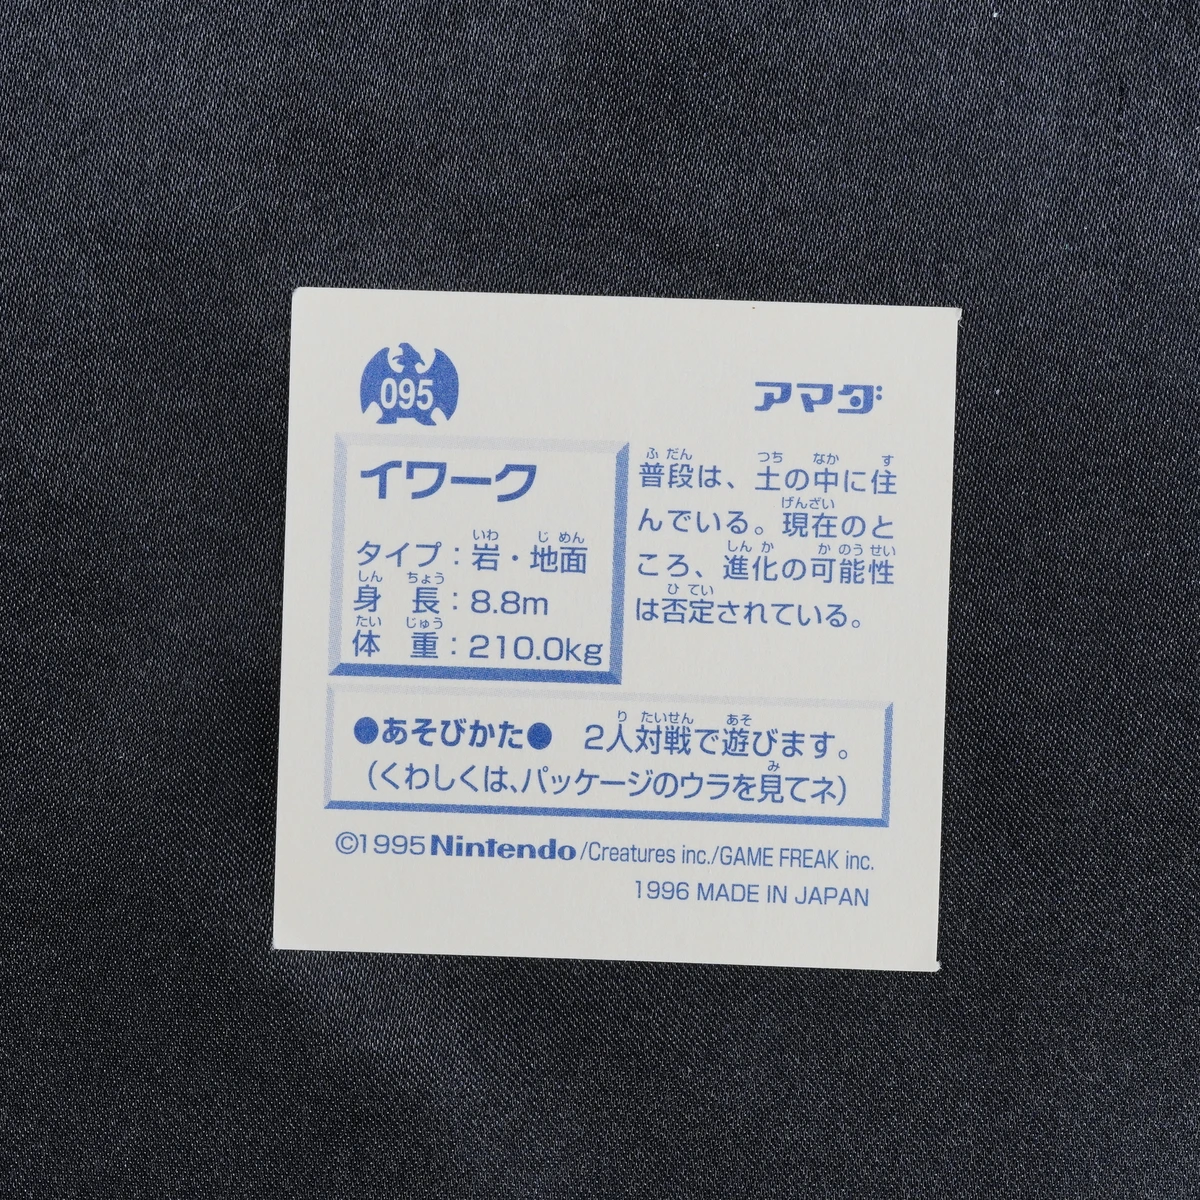 095
アマダ
イワーク
タイプ：岩・地面
身長：8.8m
体重：210.0kg
普段は、土の中に住
んでいる。現在のと
ころ、進化の可能性
は否定されている。
●あそびかた● 2人対戦で遊びます。
（くわしくは、パッケージのウラを見てネ）
©1995 Nintendo/Creatures inc./GAME FREAK inc.
1996 MADE IN JAPAN